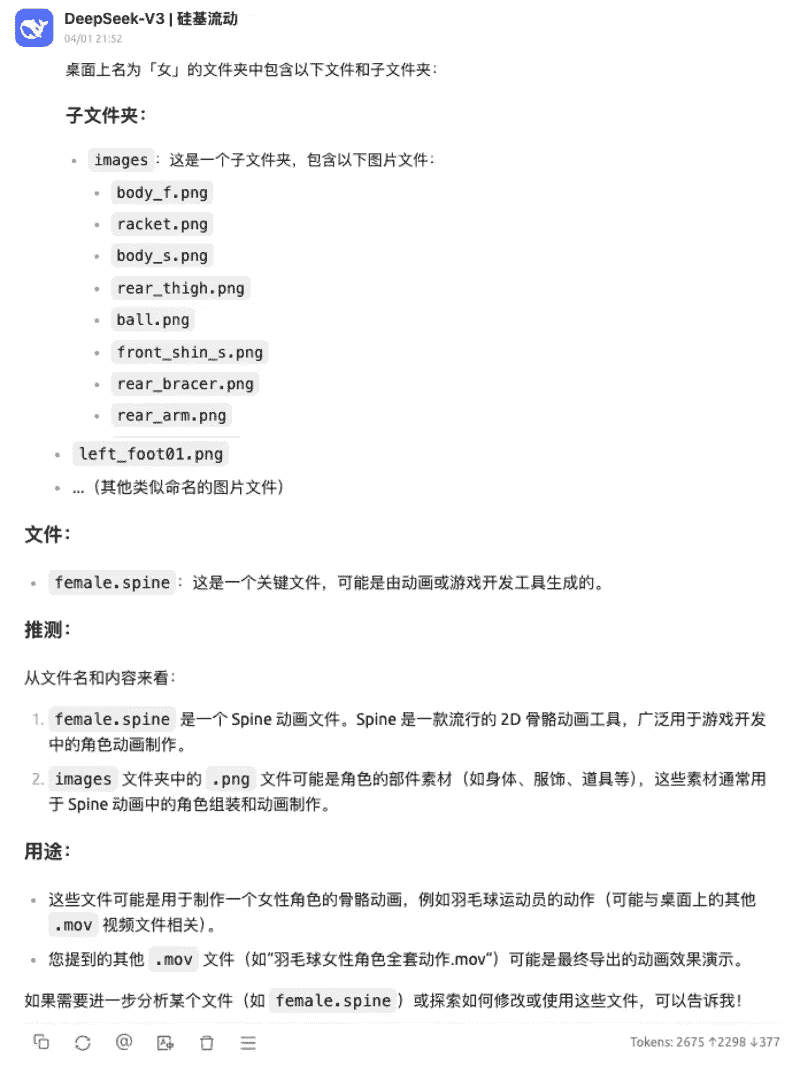 DeepSeek-V3 | 硅基流动
04/01 21:52
桌面上名为「女」的文件夹中包含以下文件和子文件夹：
子文件夹：
images：这是一个子文件夹，包含以下图片文件：
body_f.png
racket.png
body_s.png
rear_thigh.png
ball.png
front_shin_s.png
rear_bracer.png
rear_arm.png
left_foot01.png
...（其他类似命名的图片文件）
文件：
female.spine：这是一个关键文件，可能是由动画或游戏开发工具生成的。
推测：
从文件名和内容来看：
1. female.spine 是一个 Spine 动画文件。Spine 是一款流行的 2D 骨骼动画工具，广泛用于游戏开发
中的角色动画制作。
2. images 文件夹中的 .png 文件可能是角色的部件素材（如身体、服饰、道具等），这些素材通常用
于 Spine 动画中的角色组装和动画制作。
用途：
这些文件可能是用于制作一个女性角色的骨骼动画，例如羽毛球运动员的动作（可能与桌面上的其他
.mov 视频文件相关）。
您提到的其他 .mov 文件（如"羽毛球女性角色全套动作.mov"）可能是最终导出的动画效果演示。
如果需要进一步分析某个文件（如 female.spine）或探索如何修改或使用这些文件，可以告诉我！
Tokens: 2675 ↑2298 ↓377